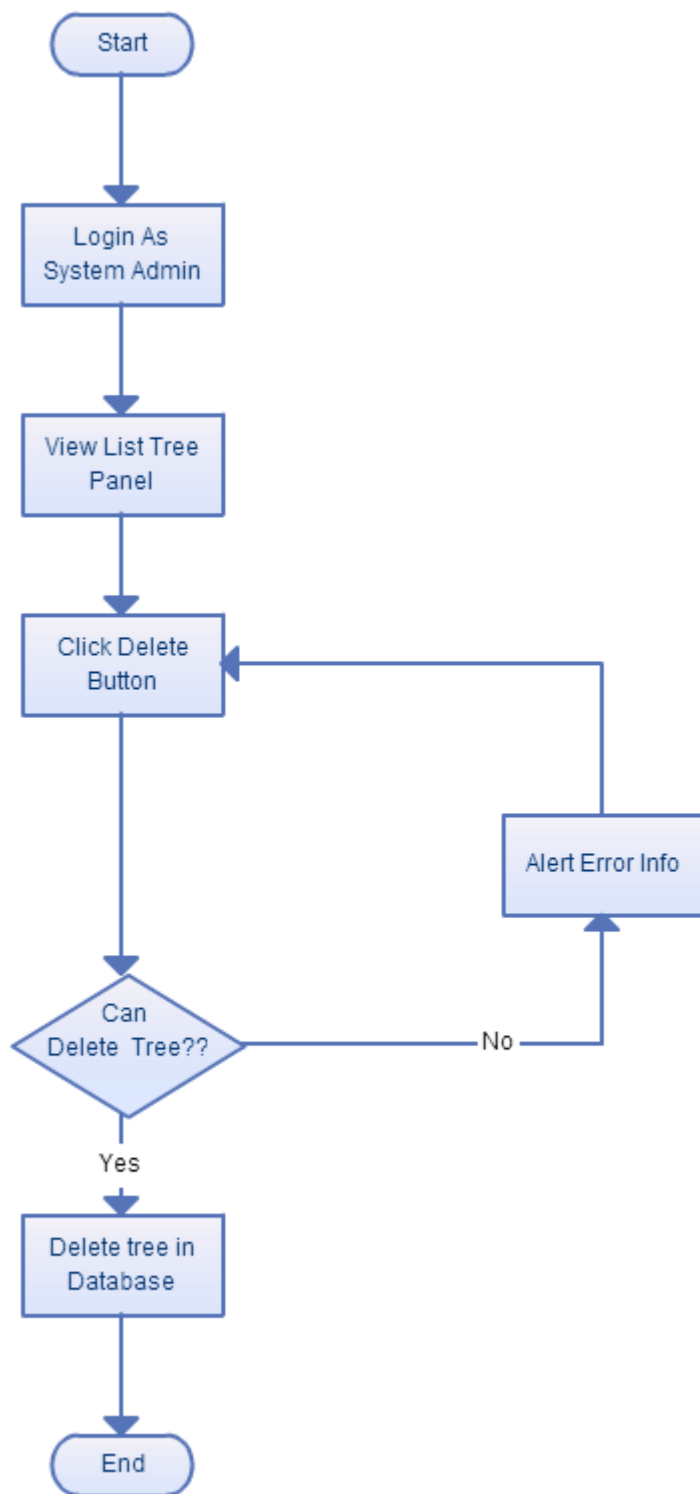 Start
Login As
System Admin
View List Tree
Panel
Click Delete
Button
Alert Error Info
Can
Delete Tree??
No
Yes
Delete tree in
Database
End